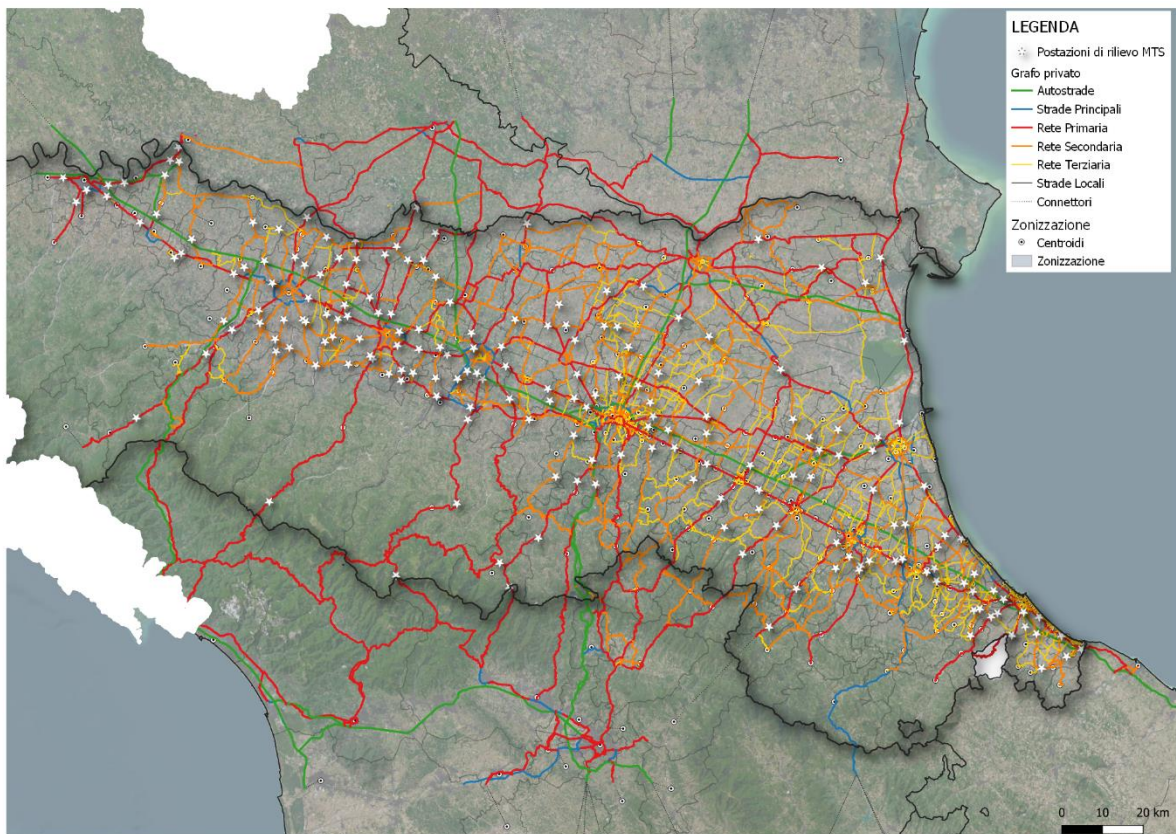 LEGENDA
Postazioni di rilievo MTS
Grafo privato
Autostrade
Strade Principali
Rete Primaria
Rete Secondaria
Rete Terziaria
Strade Locali
Connettori
Zonizzazione
Centroidi
Zonizzazione
0 10 20 km